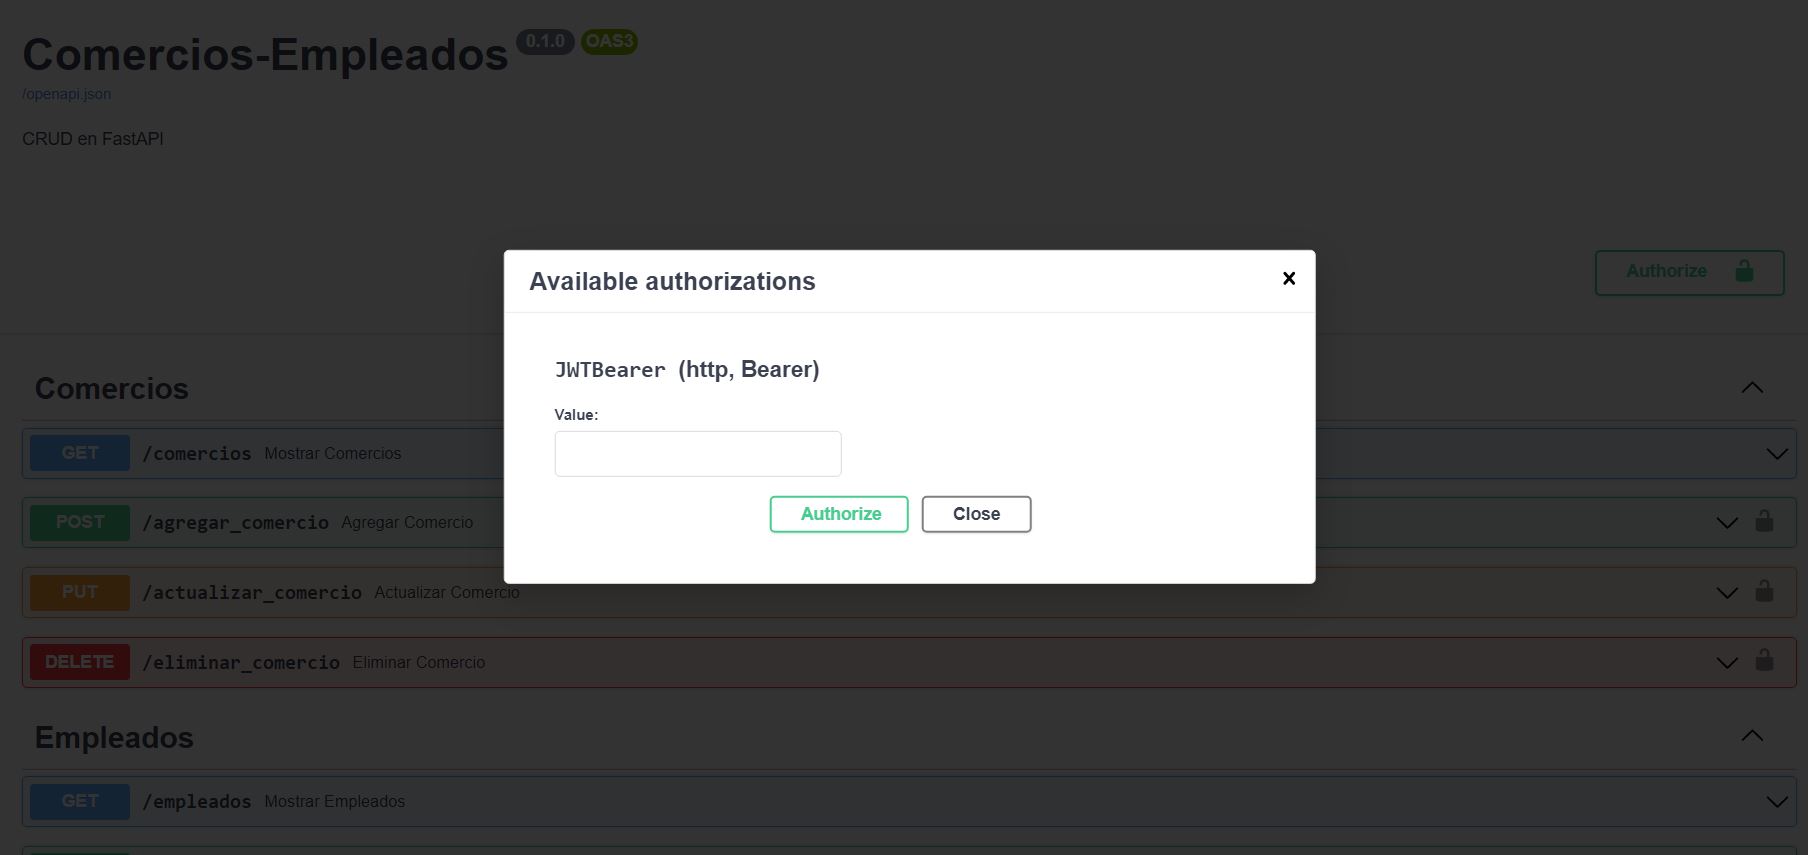 Comercios-Empleados 0.1.0 OAS3
/openapi.json
CRUD en FastAPI
Authorize
Available authorizations ×
JWTBearer (http, Bearer)
Value:
Authorize Close
Comercios
GET /comercios Mostrar Comercios
POST /agregar_comercio Agregar Comercio
PUT /actualizar_comercio Actualizar Comercio
DELETE /eliminar_comercio Eliminar Comercio
Empleados
GET /empleados Mostrar Empleados